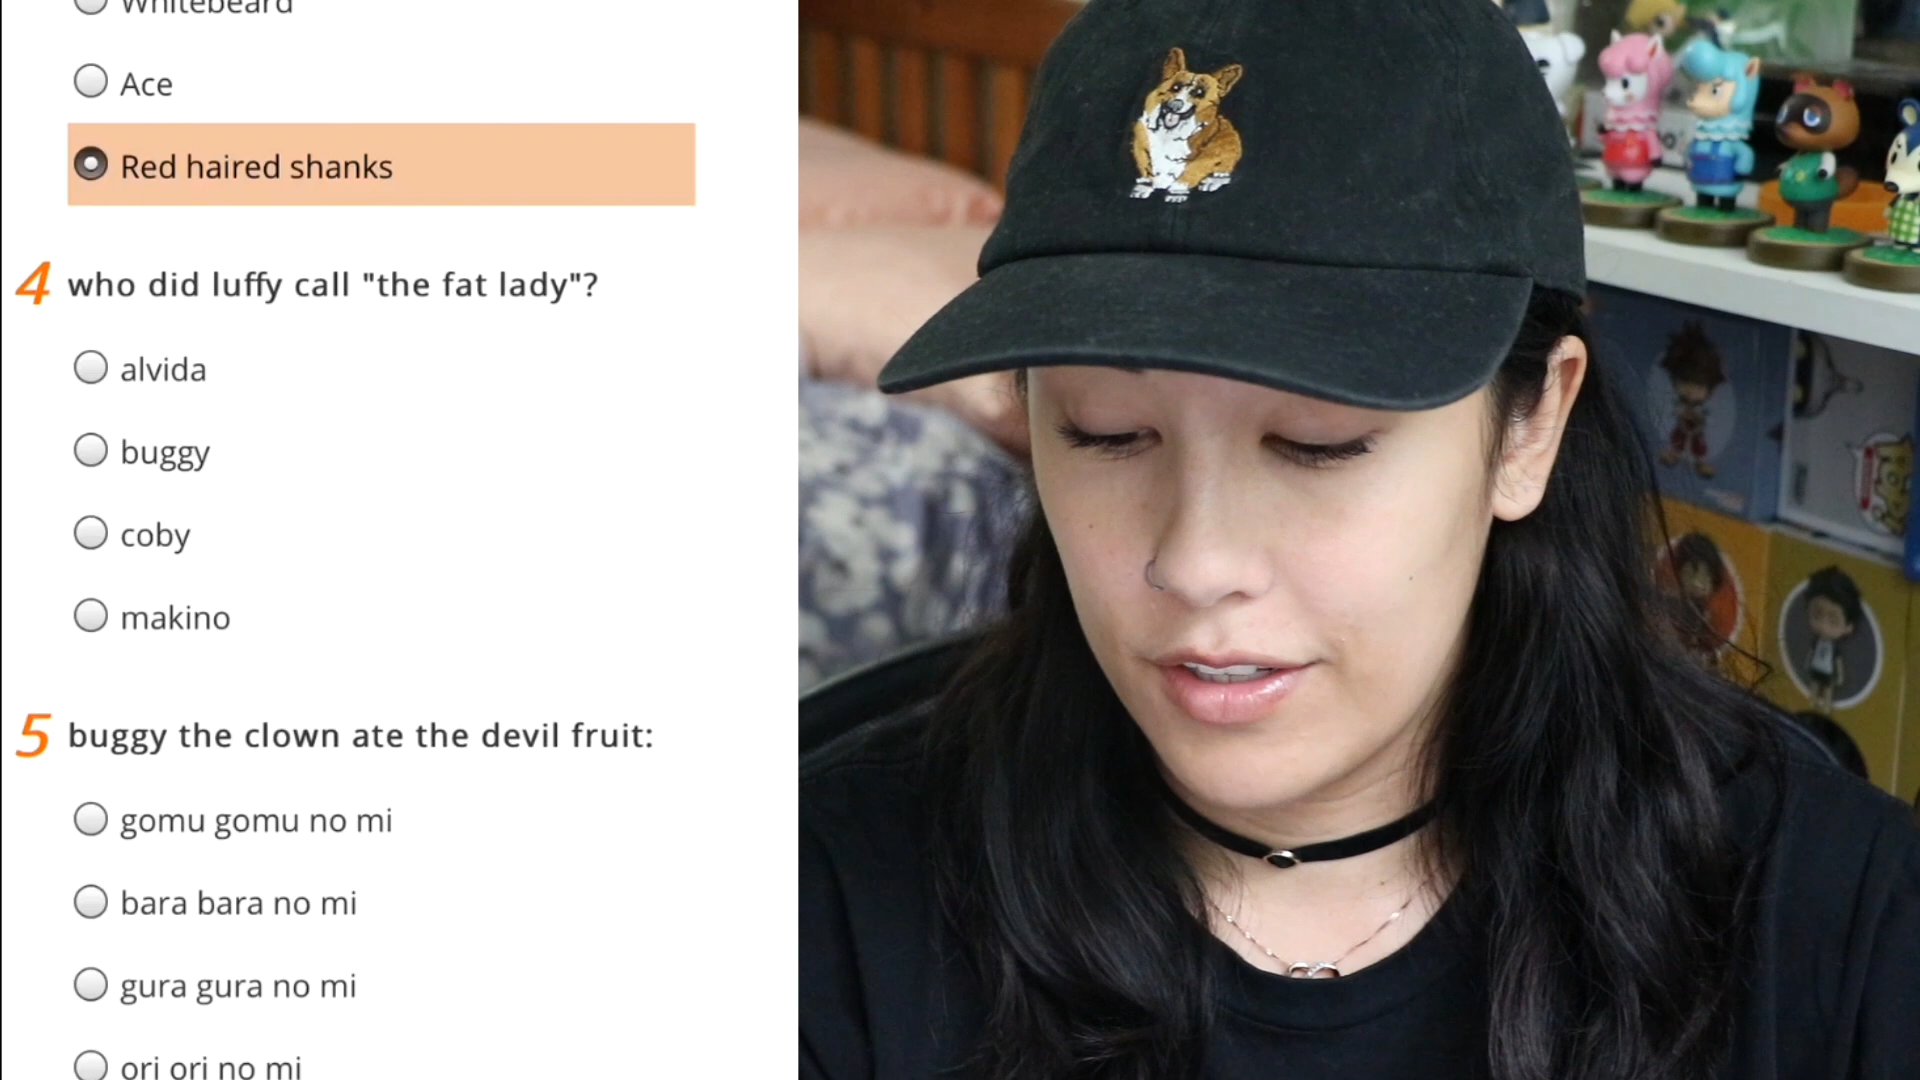 Whitebeard
Ace
Red haired shanks
4 who did luffy call "the fat lady"?
alvida
buggy
coby
makino
5 buggy the clown ate the devil fruit:
gomu gomu no mi
bara bara no mi
gura gura no mi
ori ori no mi